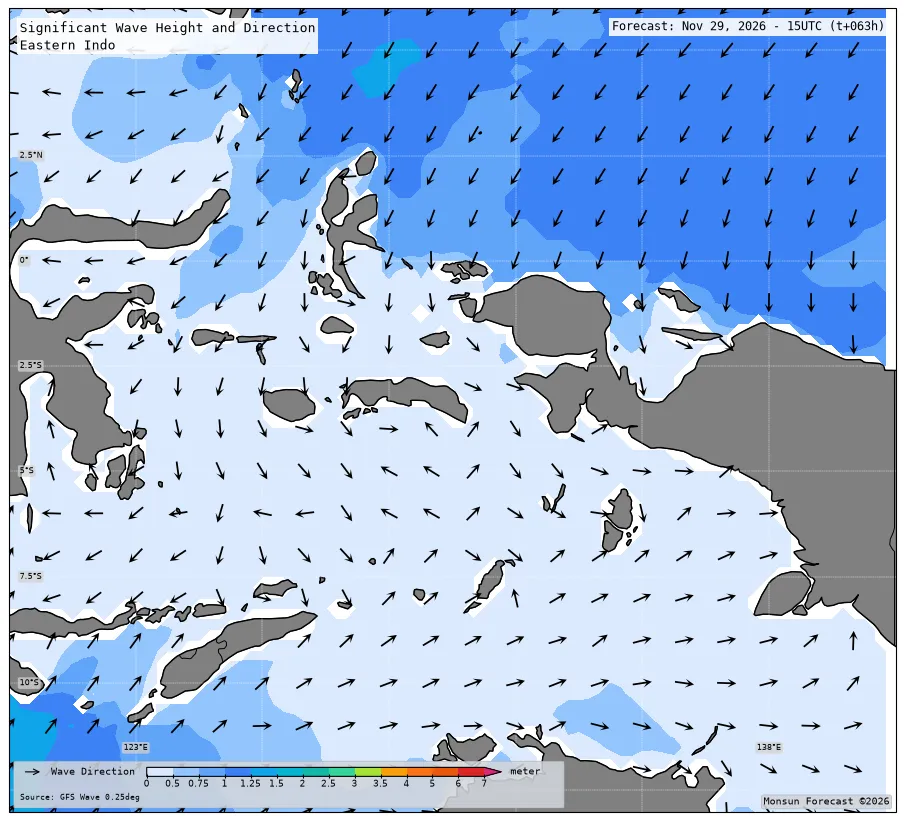 Significant Wave Height and Direction
Eastern Indo
Forecast: Nov 29, 2026 - 15UTC (t+063h)
2.5°N
0°
2.5°S
5°S
7.5°S
10°S
123°E
138°E
Wave Direction
meter
0 0.5 0.75 1 1.25 1.5 2 2.5 3 3.5 4 5 6 7
Source: GFS Wave 0.25deg
Monsun Forecast ©2026